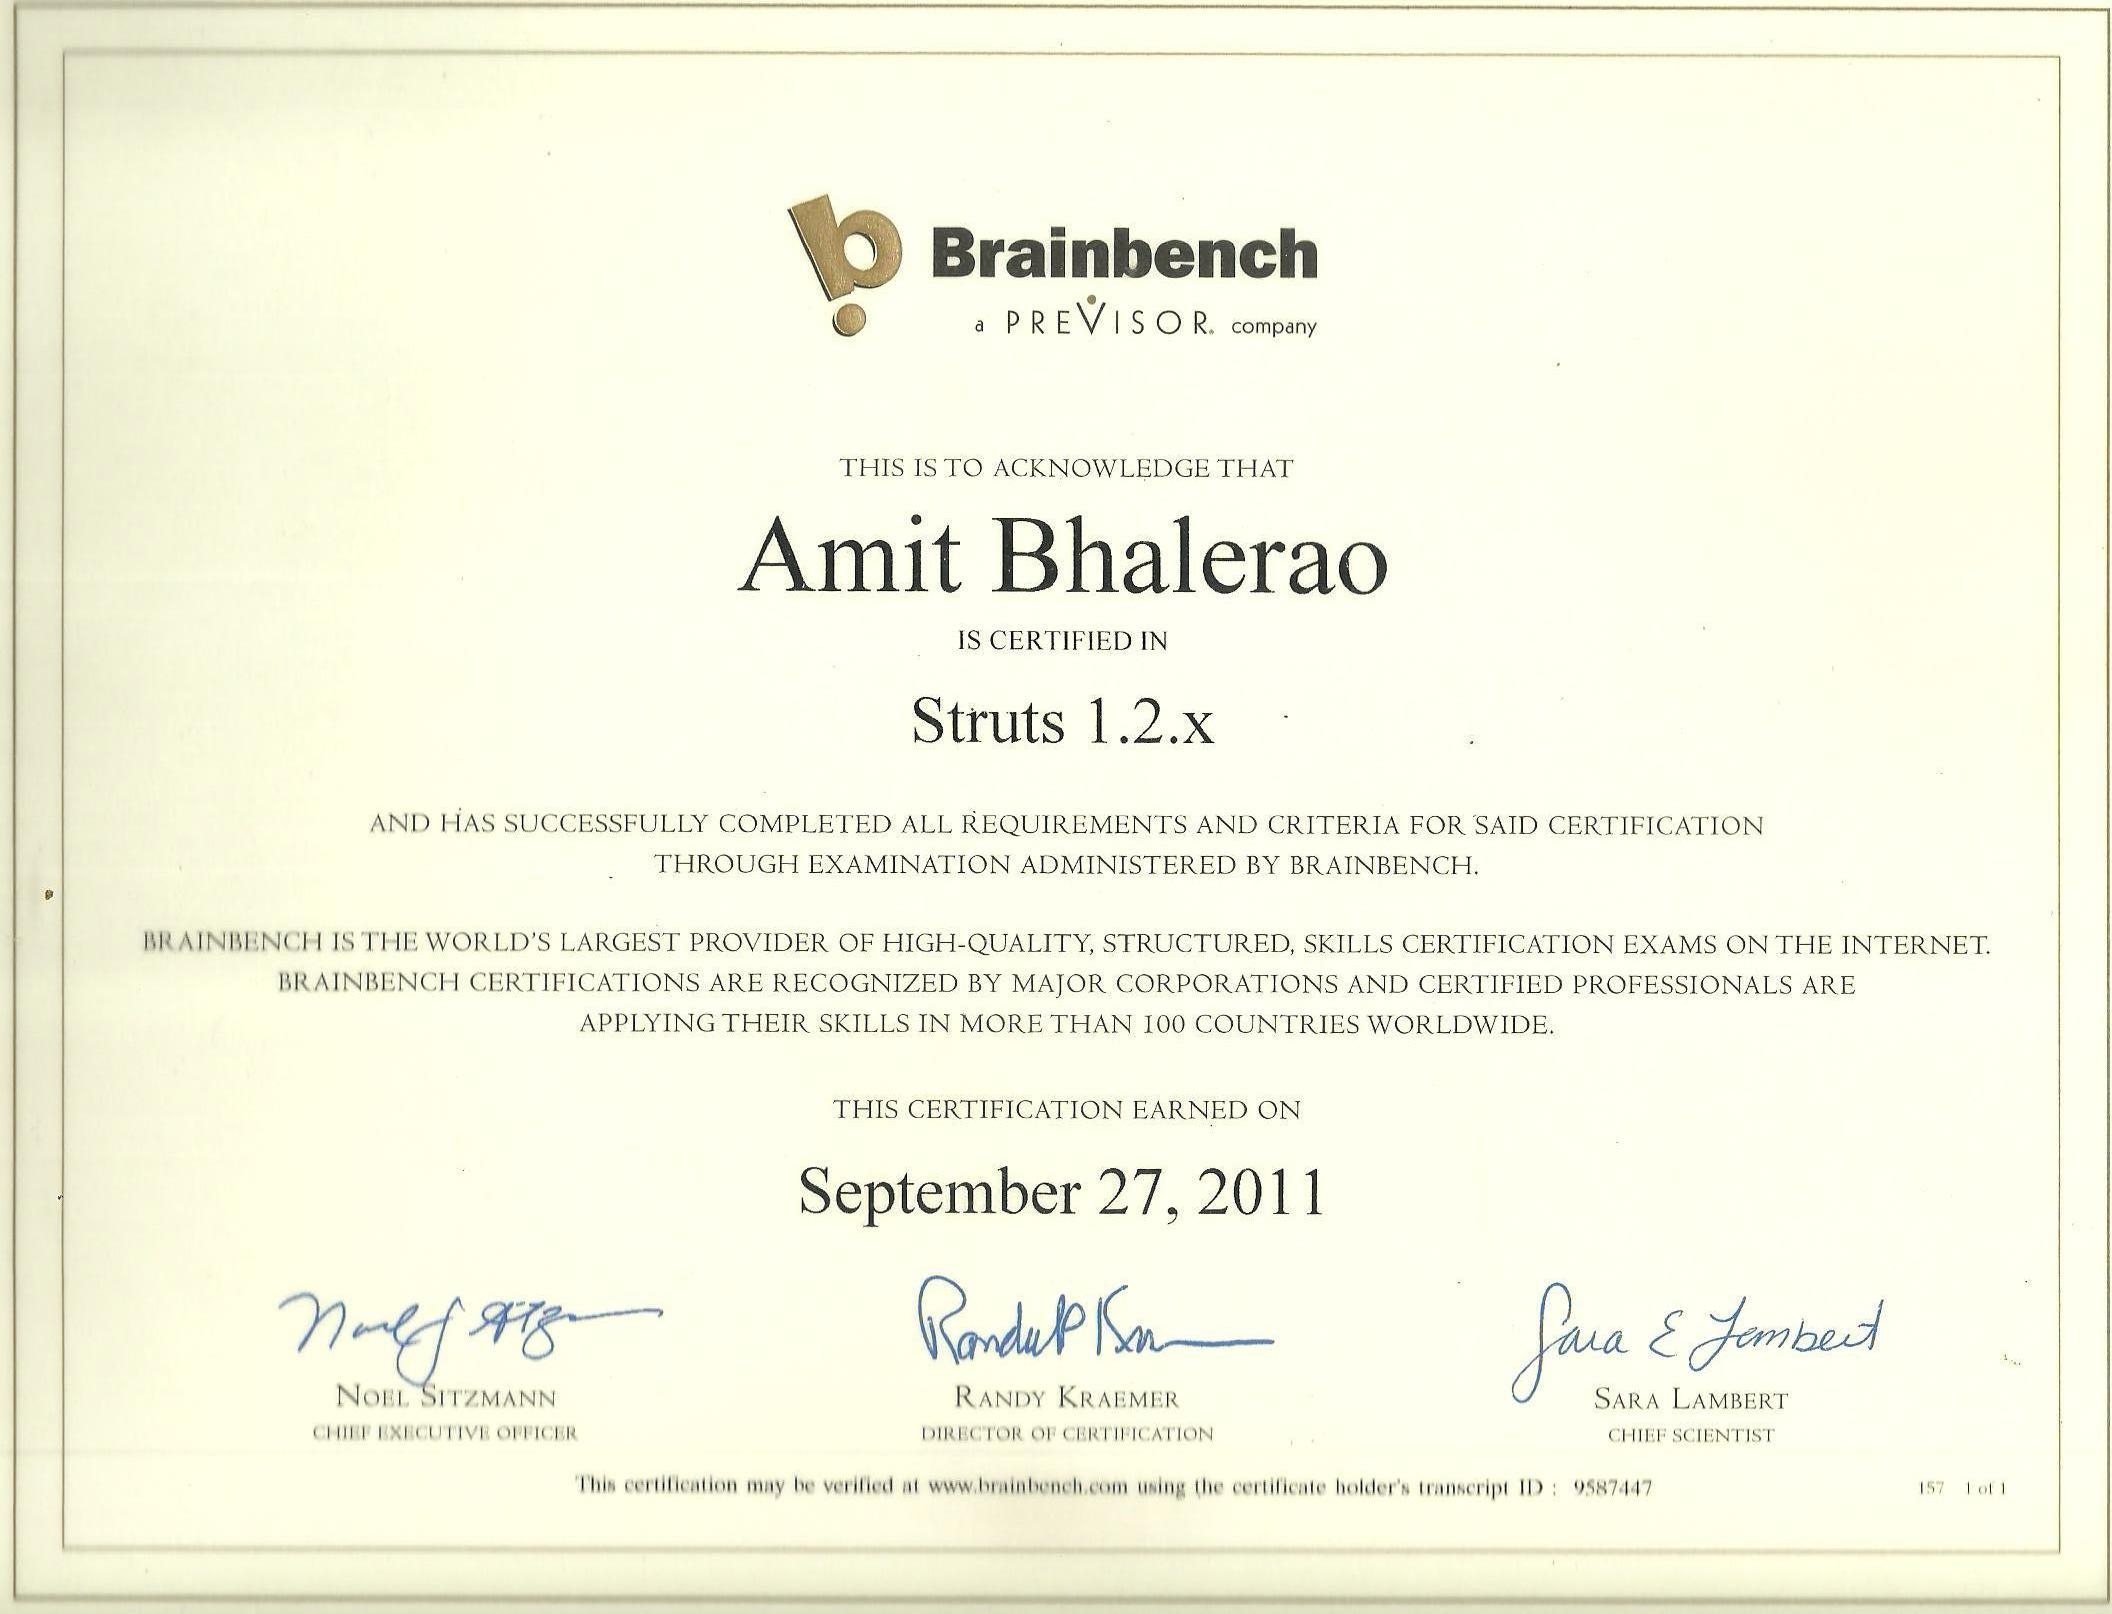 Brainbench
a PREVISOR. company
THIS IS TO ACKNOWLEDGE THAT
Amit Bhalerao
IS CERTIFIED IN
Struts 1.2.x
AND HAS SUCCESSFULLY COMPLETED ALL REQUIREMENTS AND CRITERIA FOR SAID CERTIFICATION
THROUGH EXAMINATION ADMINISTERED BY BRAINBENCH.
BRAINBENCH IS THE WORLD'S LARGEST PROVIDER OF HIGH-QUALITY, STRUCTURED, SKILLS CERTIFICATION EXAMS ON THE INTERNET.
BRAINBENCH CERTIFICATIONS ARE RECOGNIZED BY MAJOR CORPORATIONS AND CERTIFIED PROFESSIONALS ARE
APPLYING THEIR SKILLS IN MORE THAN 100 COUNTRIES WORLDWIDE.
THIS CERTIFICATION EARNED ON
September 27, 2011
Sara E Lambert
NOEL SITZMANN RANDY KRAEMER SARA LAMBERT
CHIEF EXECUTIVE OFFICER DIRECTOR OF CERTIFICATION CHIEF SCIENTIST
This certification may be verified at www.brainbench.com using the certificate holder's transcript ID : 9587447 157 1 of 1